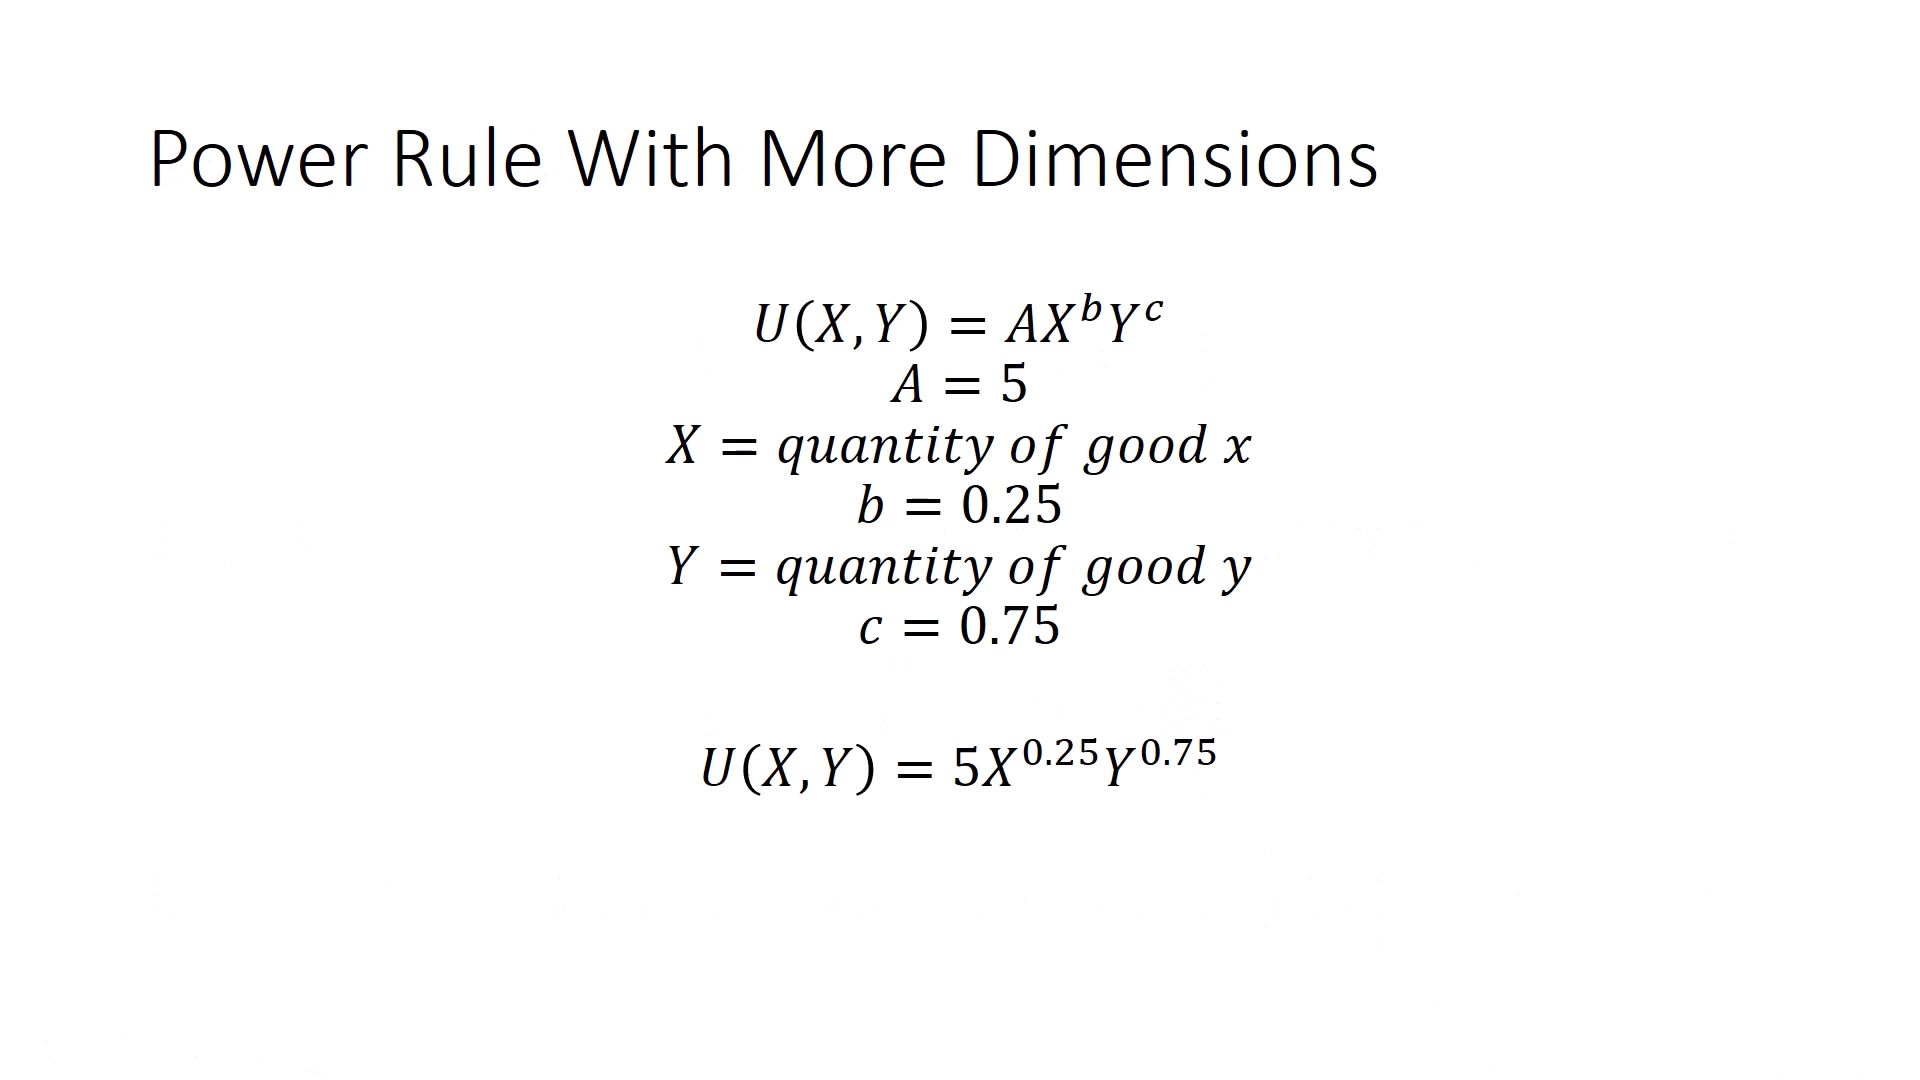 Power Rule With More Dimensions
U(X, Y) = AX^bY^c
A = 5
X = quantity of good x
b = 0.25
Y = quantity of good y
c = 0.75
U(X, Y) = 5X^0.25Y^0.75